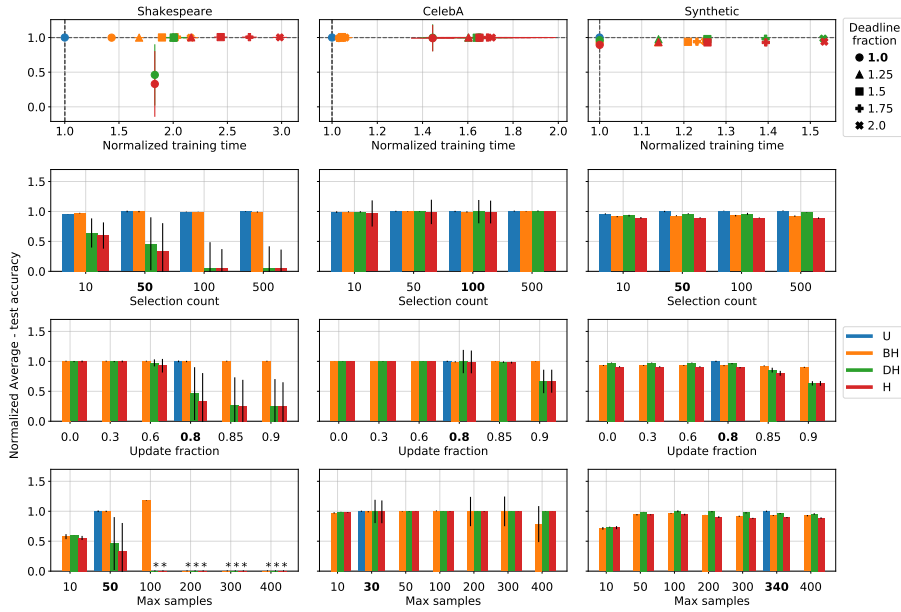 Shakespeare CelebA Synthetic
1.0
0.5
0.0
1.0 1.5 2.0 2.5 3.0 1.0 1.2 1.4 1.6 1.8 2.0 1.0 1.1 1.2 1.3 1.4 1.5
Normalized training time Normalized training time Normalized training time
Deadline
fraction
1.0
1.25
1.5
1.75
2.0
Normalized Average - test accuracy
1.5
1.0
0.5
0.0
10 50 100 500 10 50 100 500 10 50 100 500
Selection count Selection count Selection count
1.5
1.0
0.5
0.0
0.0 0.3 0.6 0.8 0.85 0.9 0.0 0.3 0.6 0.8 0.85 0.9 0.0 0.3 0.6 0.8 0.85 0.9
Update fraction Update fraction Update fraction
U
BH
DH
H
1.5
1.0
0.5
0.0
** *** *** ***
10 50 100 200 300 400 10 30 50 100 200 300 400 10 50 100 200 300 340 400
Max samples Max samples Max samples